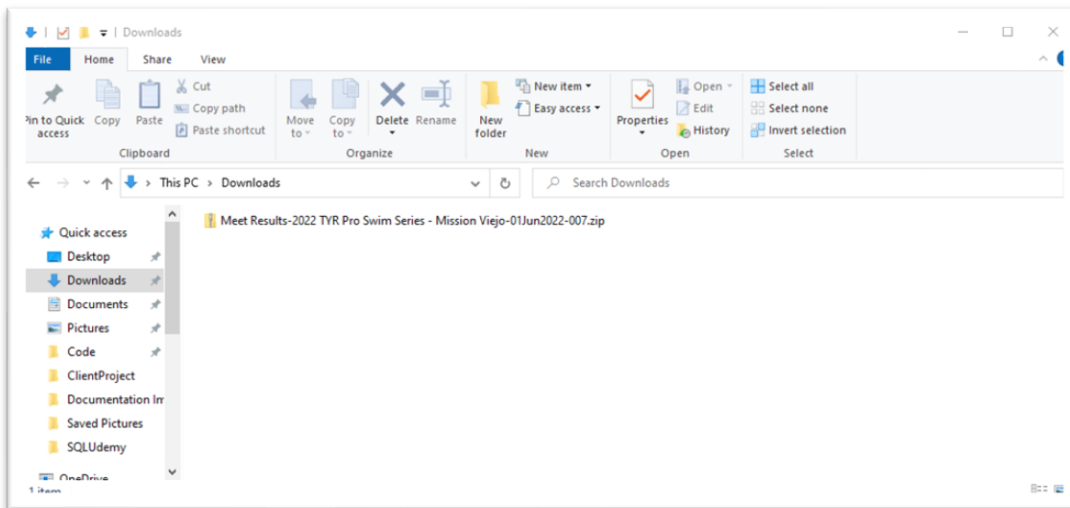 Downloads
File Home Share View
Pin to Quick access
Copy
Paste
Cut
Copy path
Paste shortcut
Clipboard
Move to
Copy to
Delete
Rename
Organize
New folder
New item
Easy access
New
Properties
Open
Edit
History
Open
Select all
Select none
Invert selection
Select
This PC > Downloads
Search Downloads
Quick access
Desktop
Downloads
Documents
Pictures
Code
ClientProject
Documentation Im
Saved Pictures
SQLUdemy
OneDrive
Meet Results-2022 TYR Pro Swim Series - Mission Viejo-01Jun2022-007.zip
1 item